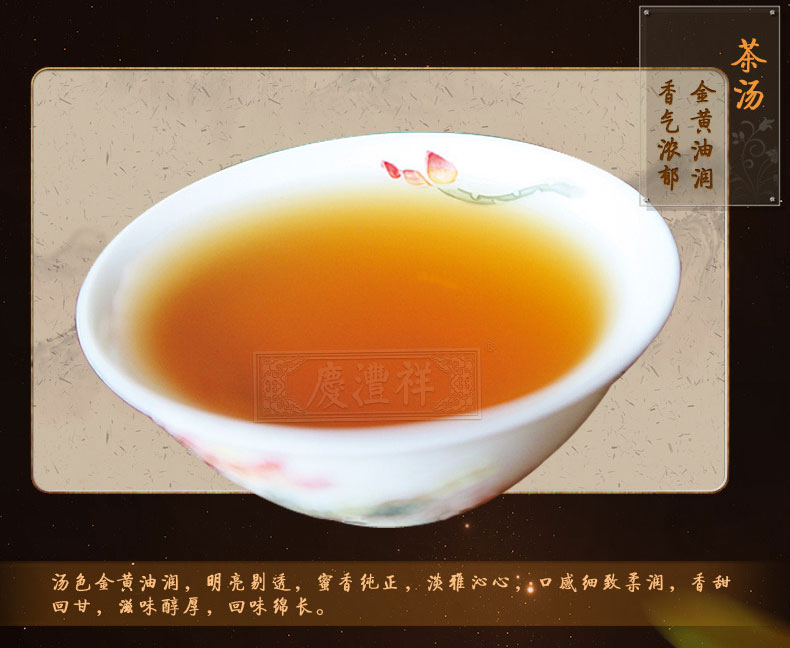 茶汤
金黄油润
香气浓郁
慶灃祥
®
汤色金黄油润，明亮剔透，蜜香纯正，淡雅沁心；口感细致柔润，香甜
回甘，滋味醇厚，回味绵长。